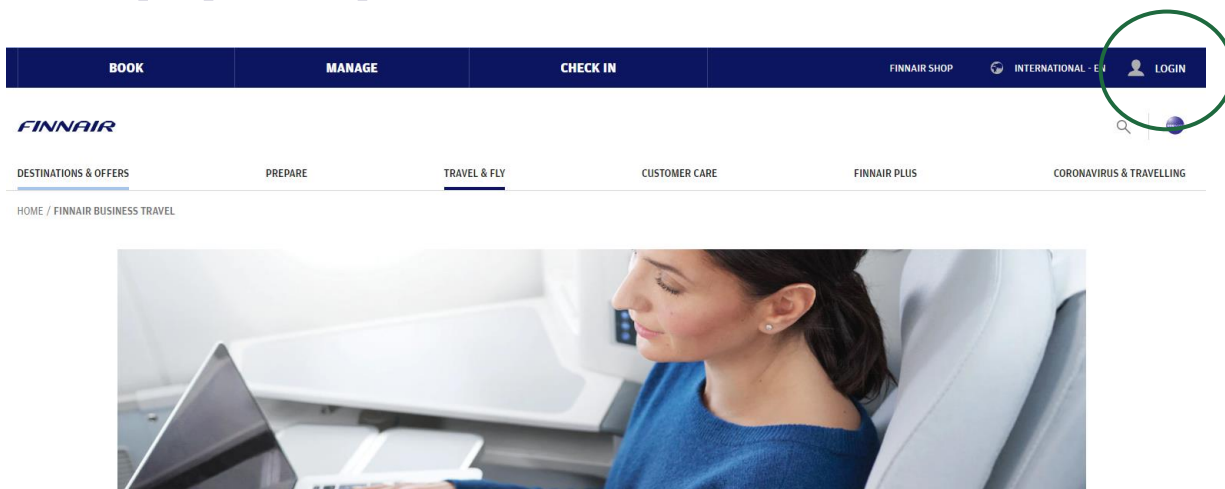 BOOK MANAGE CHECK IN FINNAIR SHOP INTERNATIONAL - EN LOGIN
FINNAIR
DESTINATIONS & OFFERS PREPARE TRAVEL & FLY CUSTOMER CARE FINNAIR PLUS CORONAVIRUS & TRAVELLING
HOME / FINNAIR BUSINESS TRAVEL